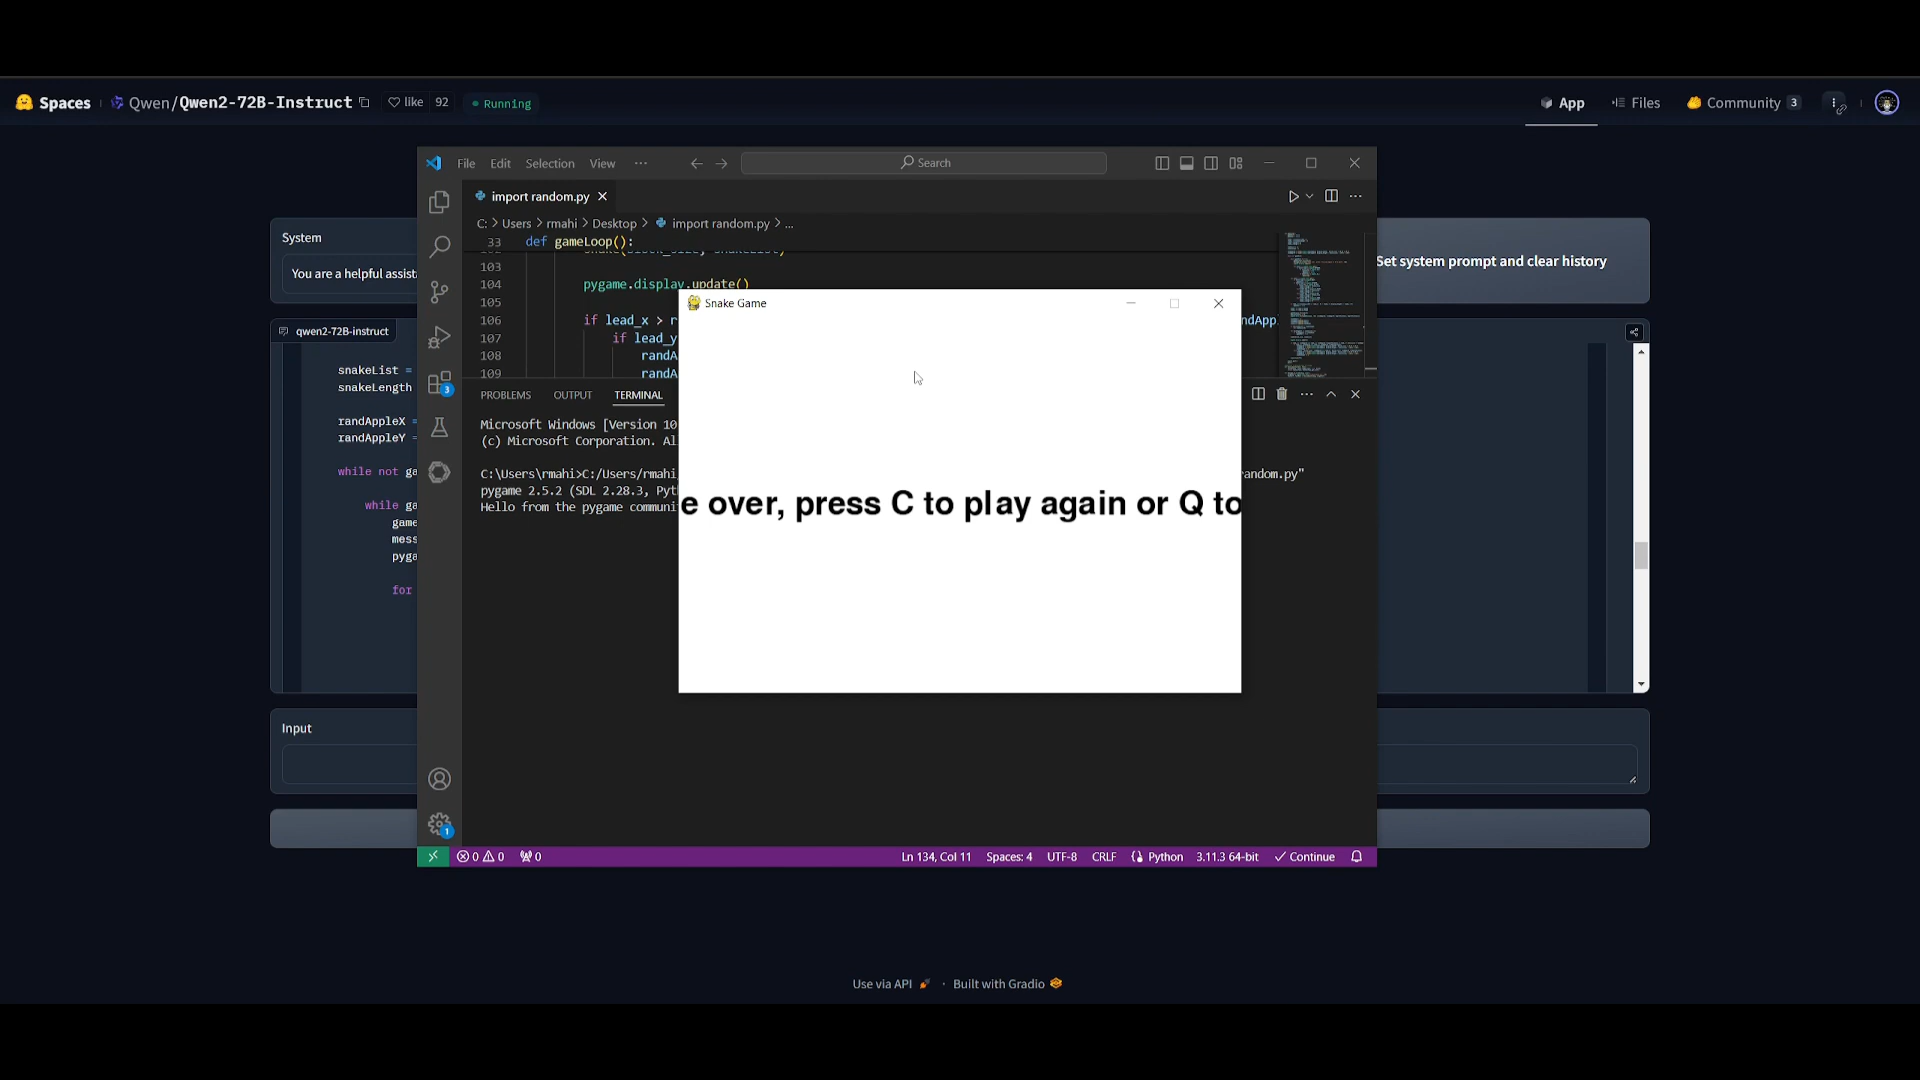 Spaces
Qwen/Qwen2-72B-Instruct
like 92
Running
App
Files
Community 3
File Edit Selection View ···
Search
import random.py
C: > Users > rmahi > Desktop > import random.py > ...
33 def gameLoop():
103
104 pygame.display.update()
105
106 if lead_x > r
107 if lead_y
108 randA
109 randA
ndApp
System
You are a helpful assist
Set system prompt and clear history
qwen2-72B-instruct
snakeList =
snakeLength
randAppleX =
randAppleY =
while not ga
while ga
game
mess
pyga
for
Snake Game
e over, press C to play again or Q to
PROBLEMS OUTPUT TERMINAL
Microsoft Windows [Version 10
(c) Microsoft Corporation. Al
C:\Users\rmahi>C:/Users/rmahi
andom.py"
pygame 2.5.2 (SDL 2.28.3, Pyt
Hello from the pygame communi
3
1
Input
0 0 0
Ln 134, Col 11 Spaces: 4 UTF-8 CRLF Python 3.11.3 64-bit Continue
Use via API · Built with Gradio